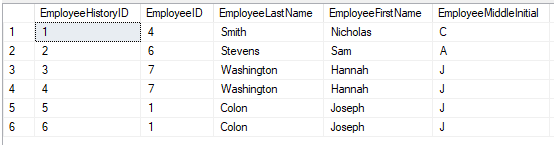 EmployeeHistoryID EmployeeID EmployeeLastName EmployeeFirstName EmployeeMiddleInitial
1 1 4 Smith Nicholas C
2 2 6 Stevens Sam A
3 3 7 Washington Hannah J
4 4 7 Washington Hannah J
5 5 1 Colon Joseph J
6 6 1 Colon Joseph J